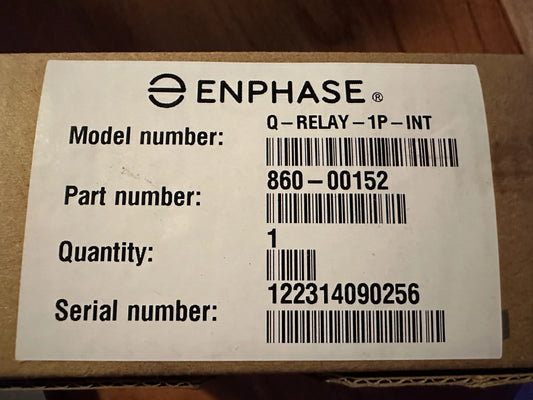 ENPHASE®
Model number: Q-RELAY-1P-INT
Part number: 860-00152
Quantity: 1
Serial number: 122314090256